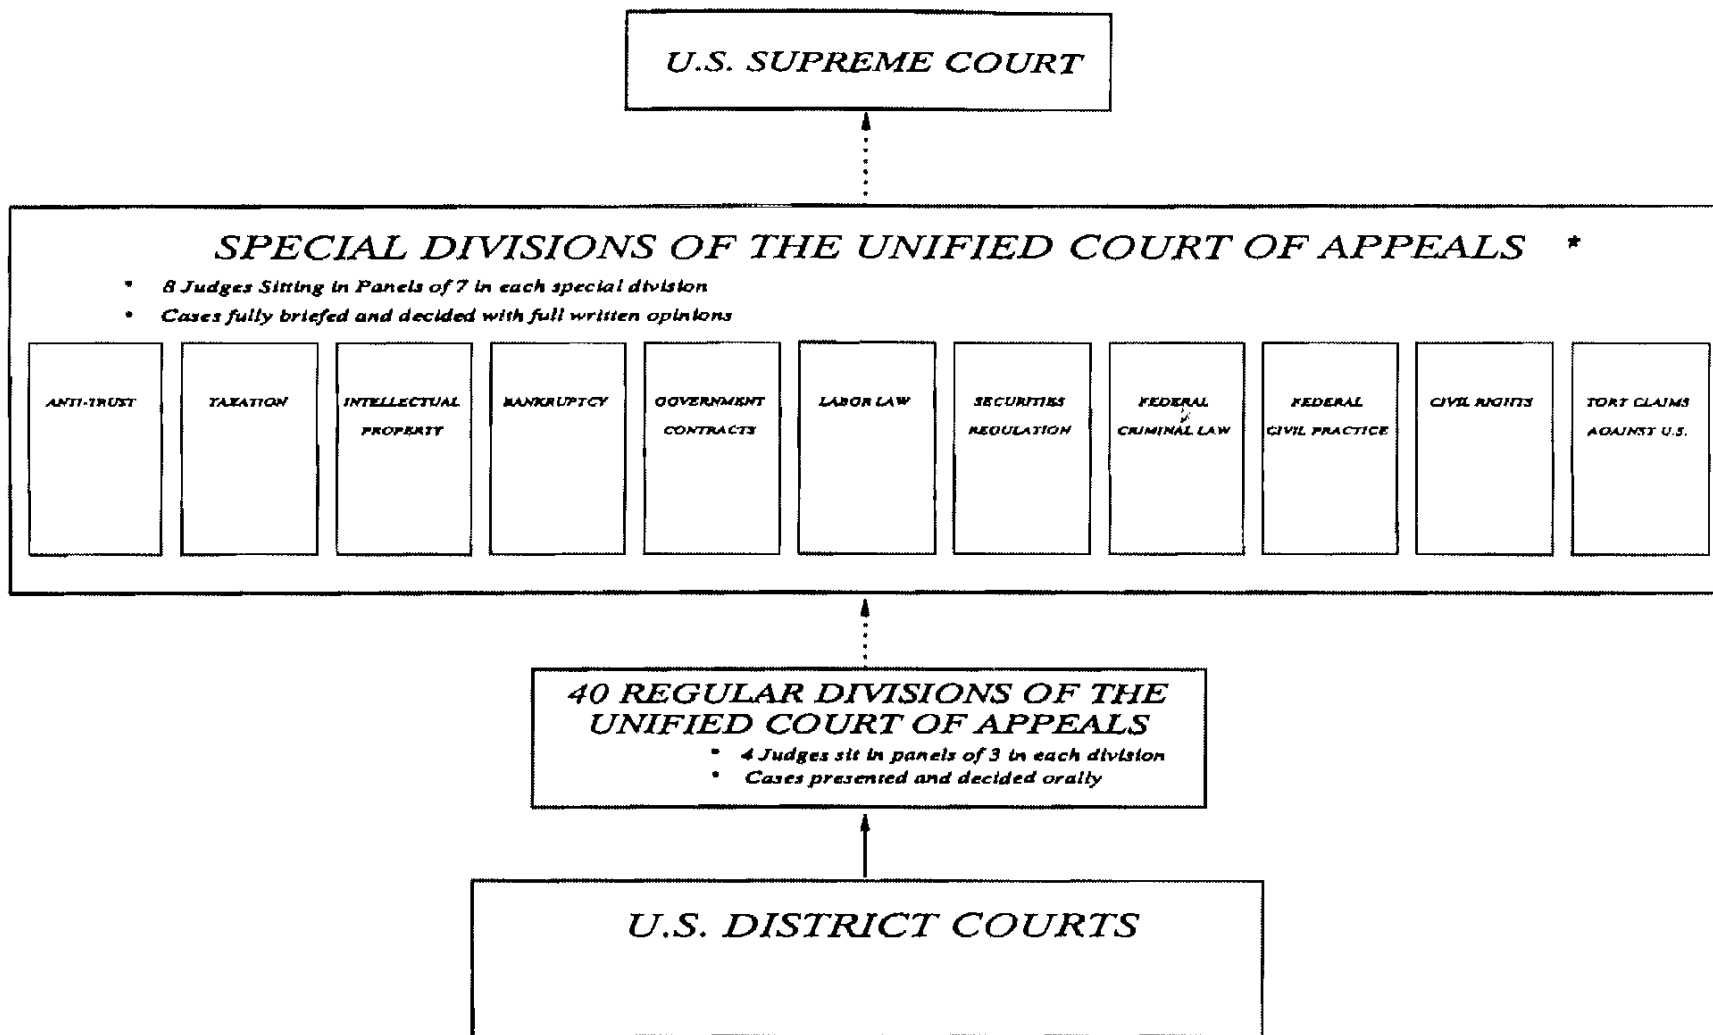 U.S. SUPREME COURT
SPECIAL DIVISIONS OF THE UNIFIED COURT OF APPEALS *
* 8 Judges Sitting in Panels of 7 in each special division
* Cases fully briefed and decided with full written opinions
ANTI-TRUST
TAXATION
INTELLECTUAL
PROPERTY
BANKRUPTCY
GOVERNMENT
CONTRACTS
LABOR LAW
SECURITIES
REGULATION
FEDERAL
CRIMINAL LAW
FEDERAL
CIVIL PRACTICE
CIVIL RIGHTS
TORT CLAIMS
AGAINST U.S.
40 REGULAR DIVISIONS OF THE
UNIFIED COURT OF APPEALS
* 4 Judges sit in panels of 3 in each division
* Cases presented and decided orally
U.S. DISTRICT COURTS